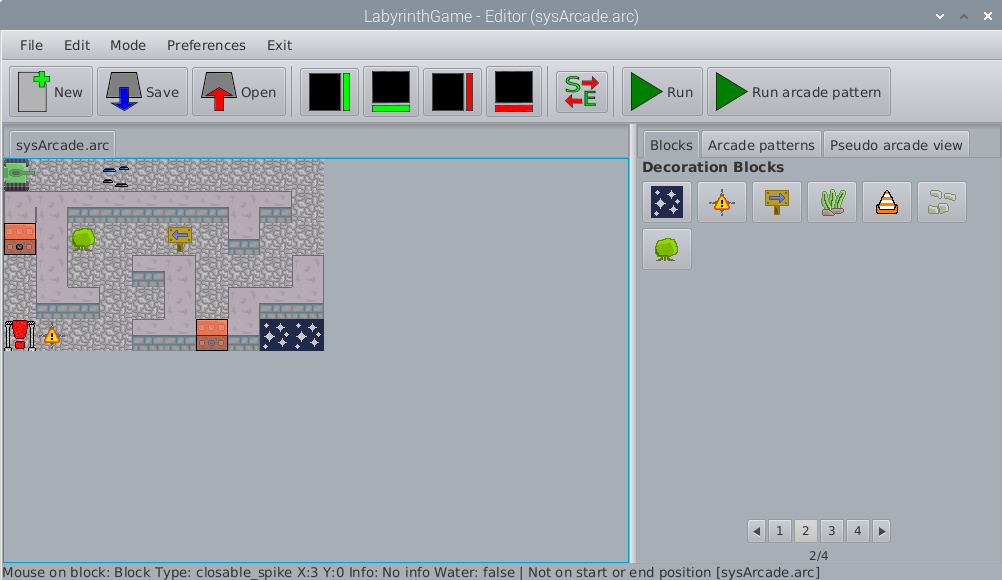 LabyrinthGame - Editor (sysArcade.arc)
File Edit Mode Preferences Exit
New Save Open S E Run Run arcade pattern
sysArcade.arc
Blocks Arcade patterns Pseudo arcade view
Decoration Blocks
1 2 3 4
2/4
Mouse on block: Block Type: closable_spike X:3 Y:0 Info: No info Water: false | Not on start or end position [sysArcade.arc]